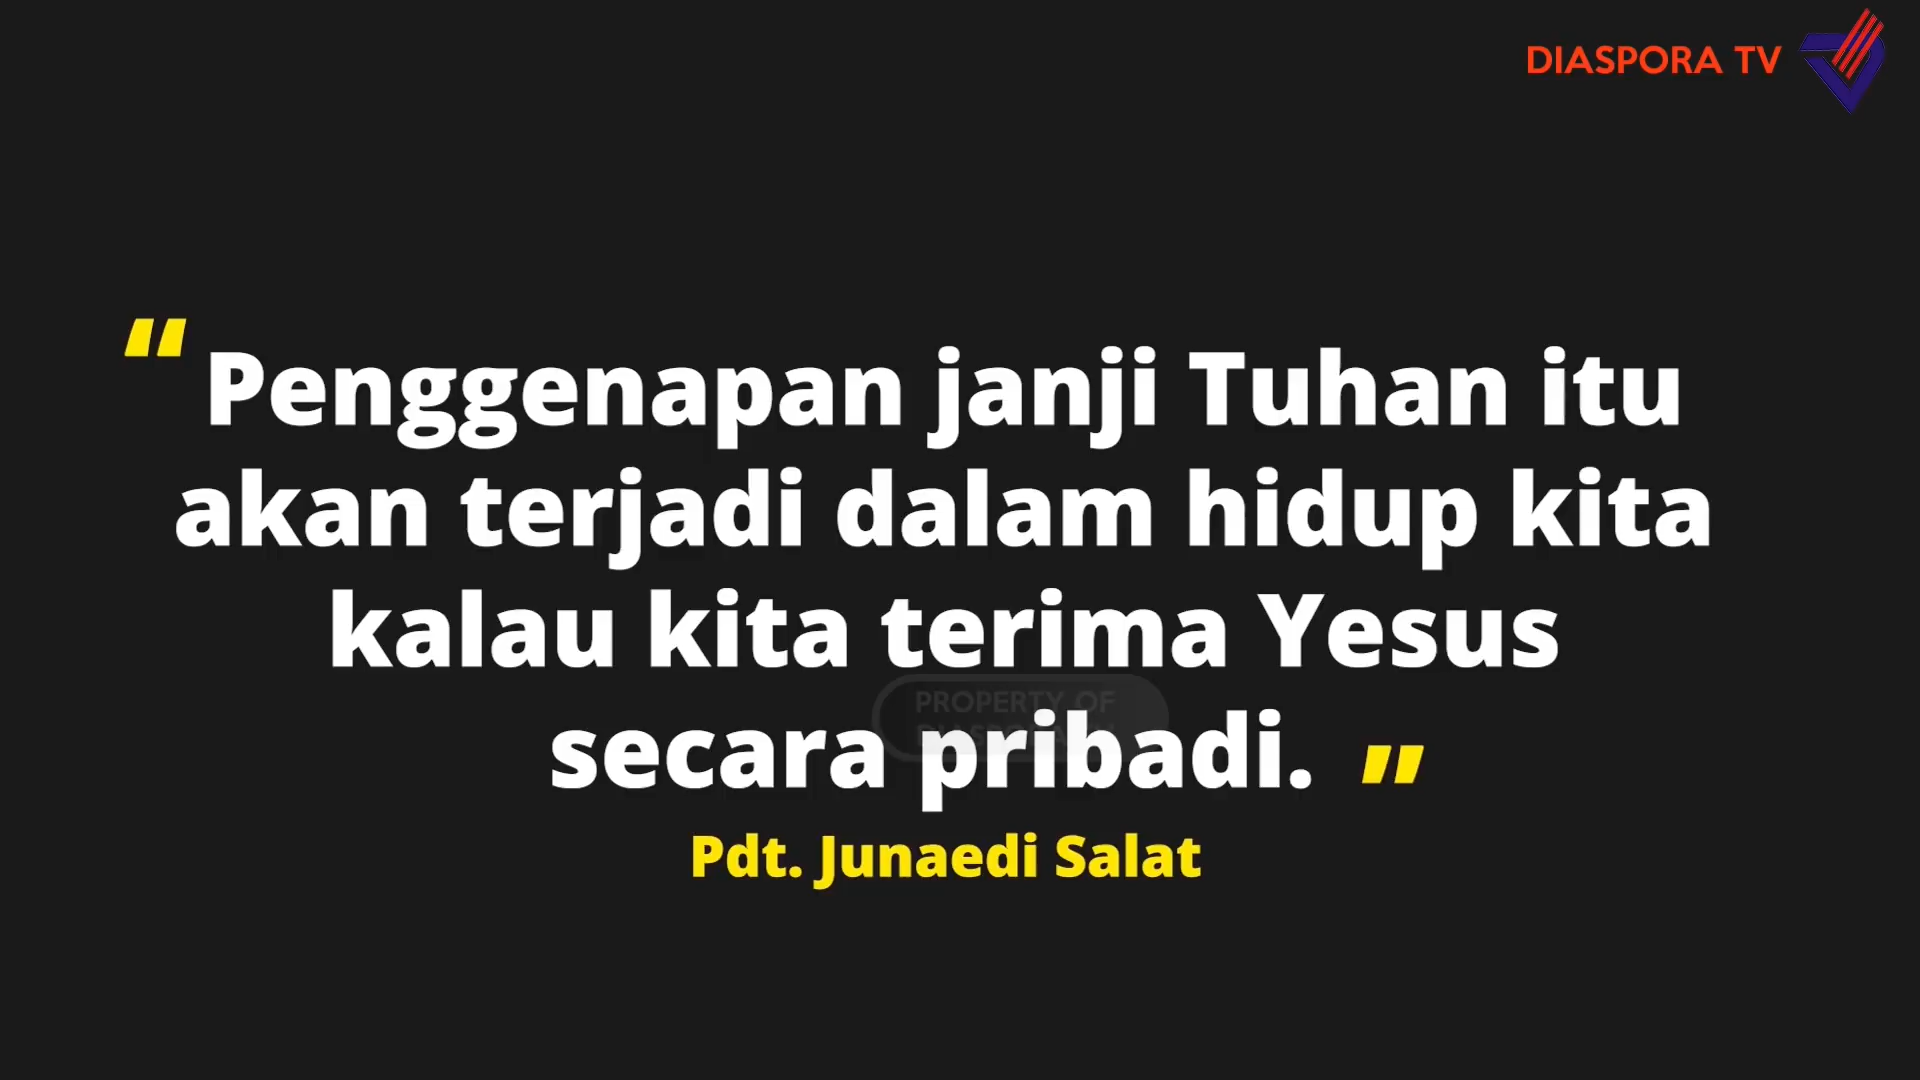 DIASPORA TV
“Penggenapan janji Tuhan itu
akan terjadi dalam hidup kita
kalau kita terima Yesus
secara pribadi.”
PROPERTY OF
Pdt. Junaedi Salat